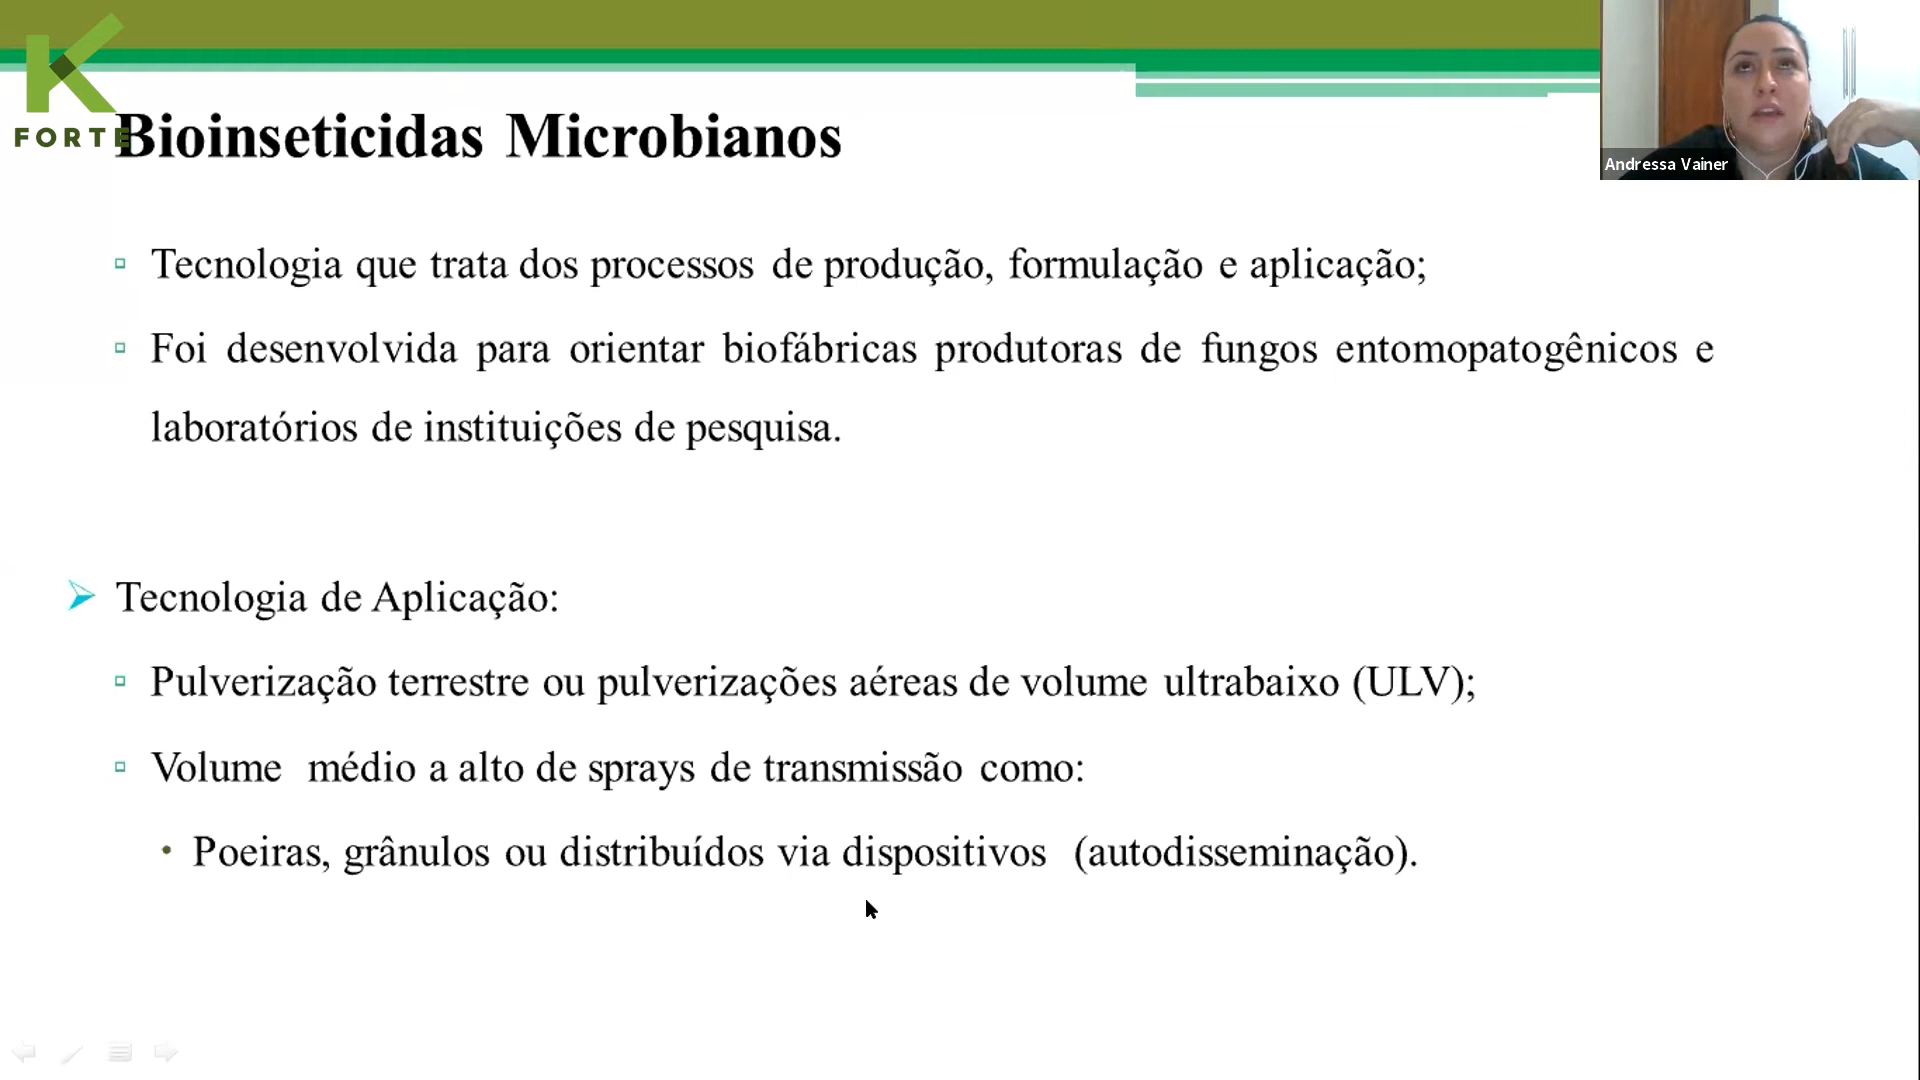 FORTE
Bioinseticidas Microbianos
Andressa Vainer
Tecnologia que trata dos processos de produção, formulação e aplicação;
Foi desenvolvida para orientar biofábricas produtoras de fungos entomopatogênicos e
laboratórios de instituições de pesquisa.
Tecnologia de Aplicação:
Pulverização terrestre ou pulverizações aéreas de volume ultrabaixo (ULV);
Volume médio a alto de sprays de transmissão como:
Poeiras, grânulos ou distribuídos via dispositivos (autodisseminação).